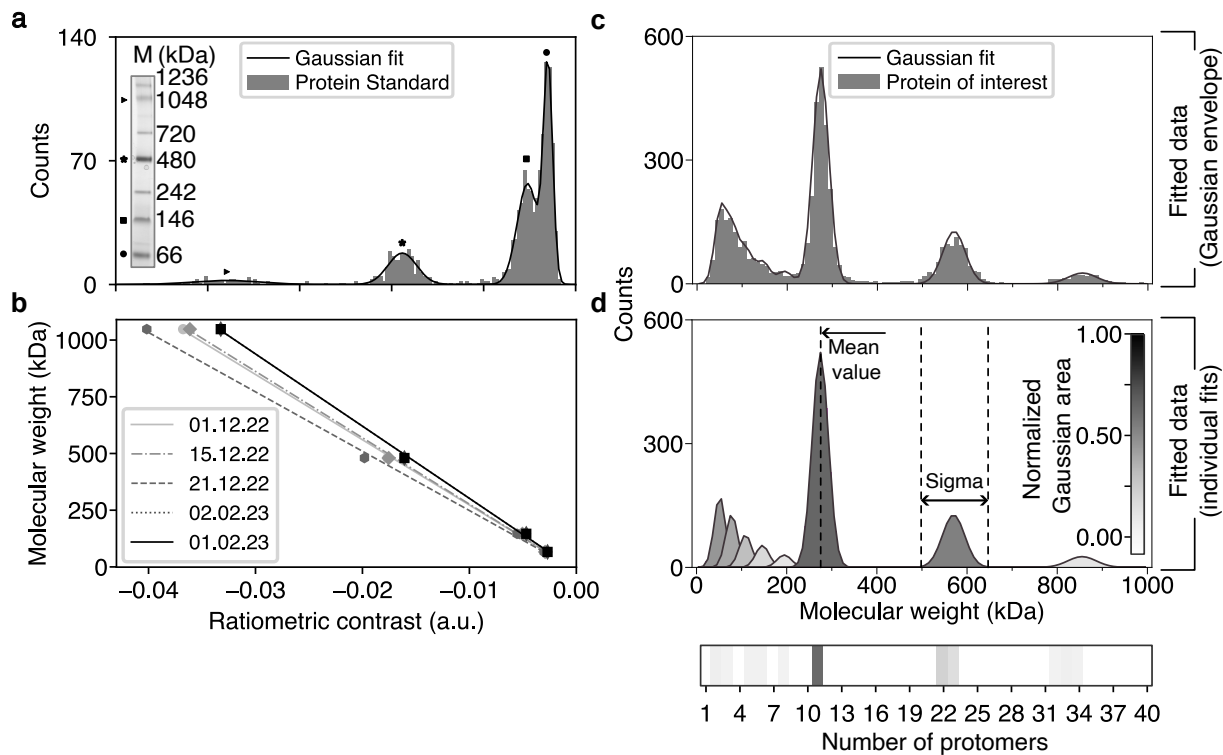 a
140
M (kDa)
1236
1048
720
480
242
146
66
Gaussian fit
Protein Standard
Counts
70
0
b
1000
750
500
250
0
Molecular weight (kDa)
01.12.22
15.12.22
21.12.22
02.02.23
01.02.23
−0.04
−0.03
−0.02
−0.01
0.00
Ratiometric contrast (a.u.)
c
600
Gaussian fit
Protein of interest
300
0
0 200 400 600 800 1000
Fitted data
(Gaussian envelope)
Counts
d
600
Mean
value
1.00
0.50
0.00
Normalized
Gaussian area
300
Sigma
0
0 200 400 600 800 1000
Molecular weight (kDa)
Fitted data
(individual fits)
1 4 7 10 13 16 19 22 25 28 31 34 37 40
Number of protomers